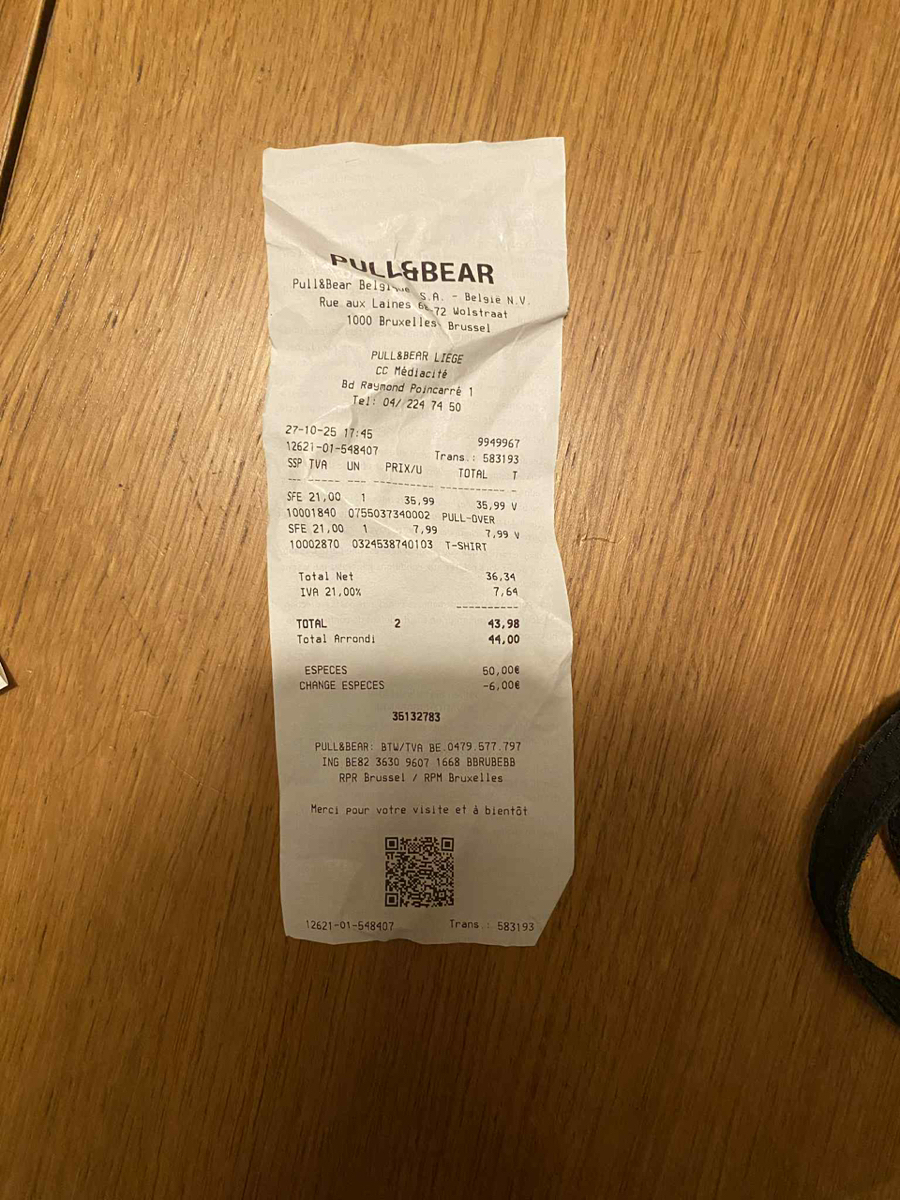 PULL&BEAR
Pull&Bear Belgique S.A. - België N.V.
Rue aux Laines 72 Wolstraat
1000 Bruxelles Brussel
PULL&BEAR LIEGE
CC Médiacité
Bd Raymond Poincarré 1
Tel: 04/ 224 74 50
27-10-25 17:45 9949967
12621-01-548407 Trans.: 583193
SSP TVA UN PRIX/U TOTAL T
SFE 21,00 1 35,99 35,99 V
10001840 0755037340002 PULL-OVER
SFE 21,00 1 7,99 7,99 V
10002870 0324538740103 T-SHIRT
Total Net 36,34
IVA 21,00% 7,64
TOTAL 2 43,98
Total Arrondi 44,00
ESPECES 50,00€
CHANGE ESPECES -6,00€
35132783
PULL&BEAR: BTW/TVA BE.0479.577.797
ING BE82 3630 9607 1668 BBRUBEBB
RPR Brussel / RPM Bruxelles
Merci pour votre visite et à bientôt
12621-01-548407 Trans.: 583193